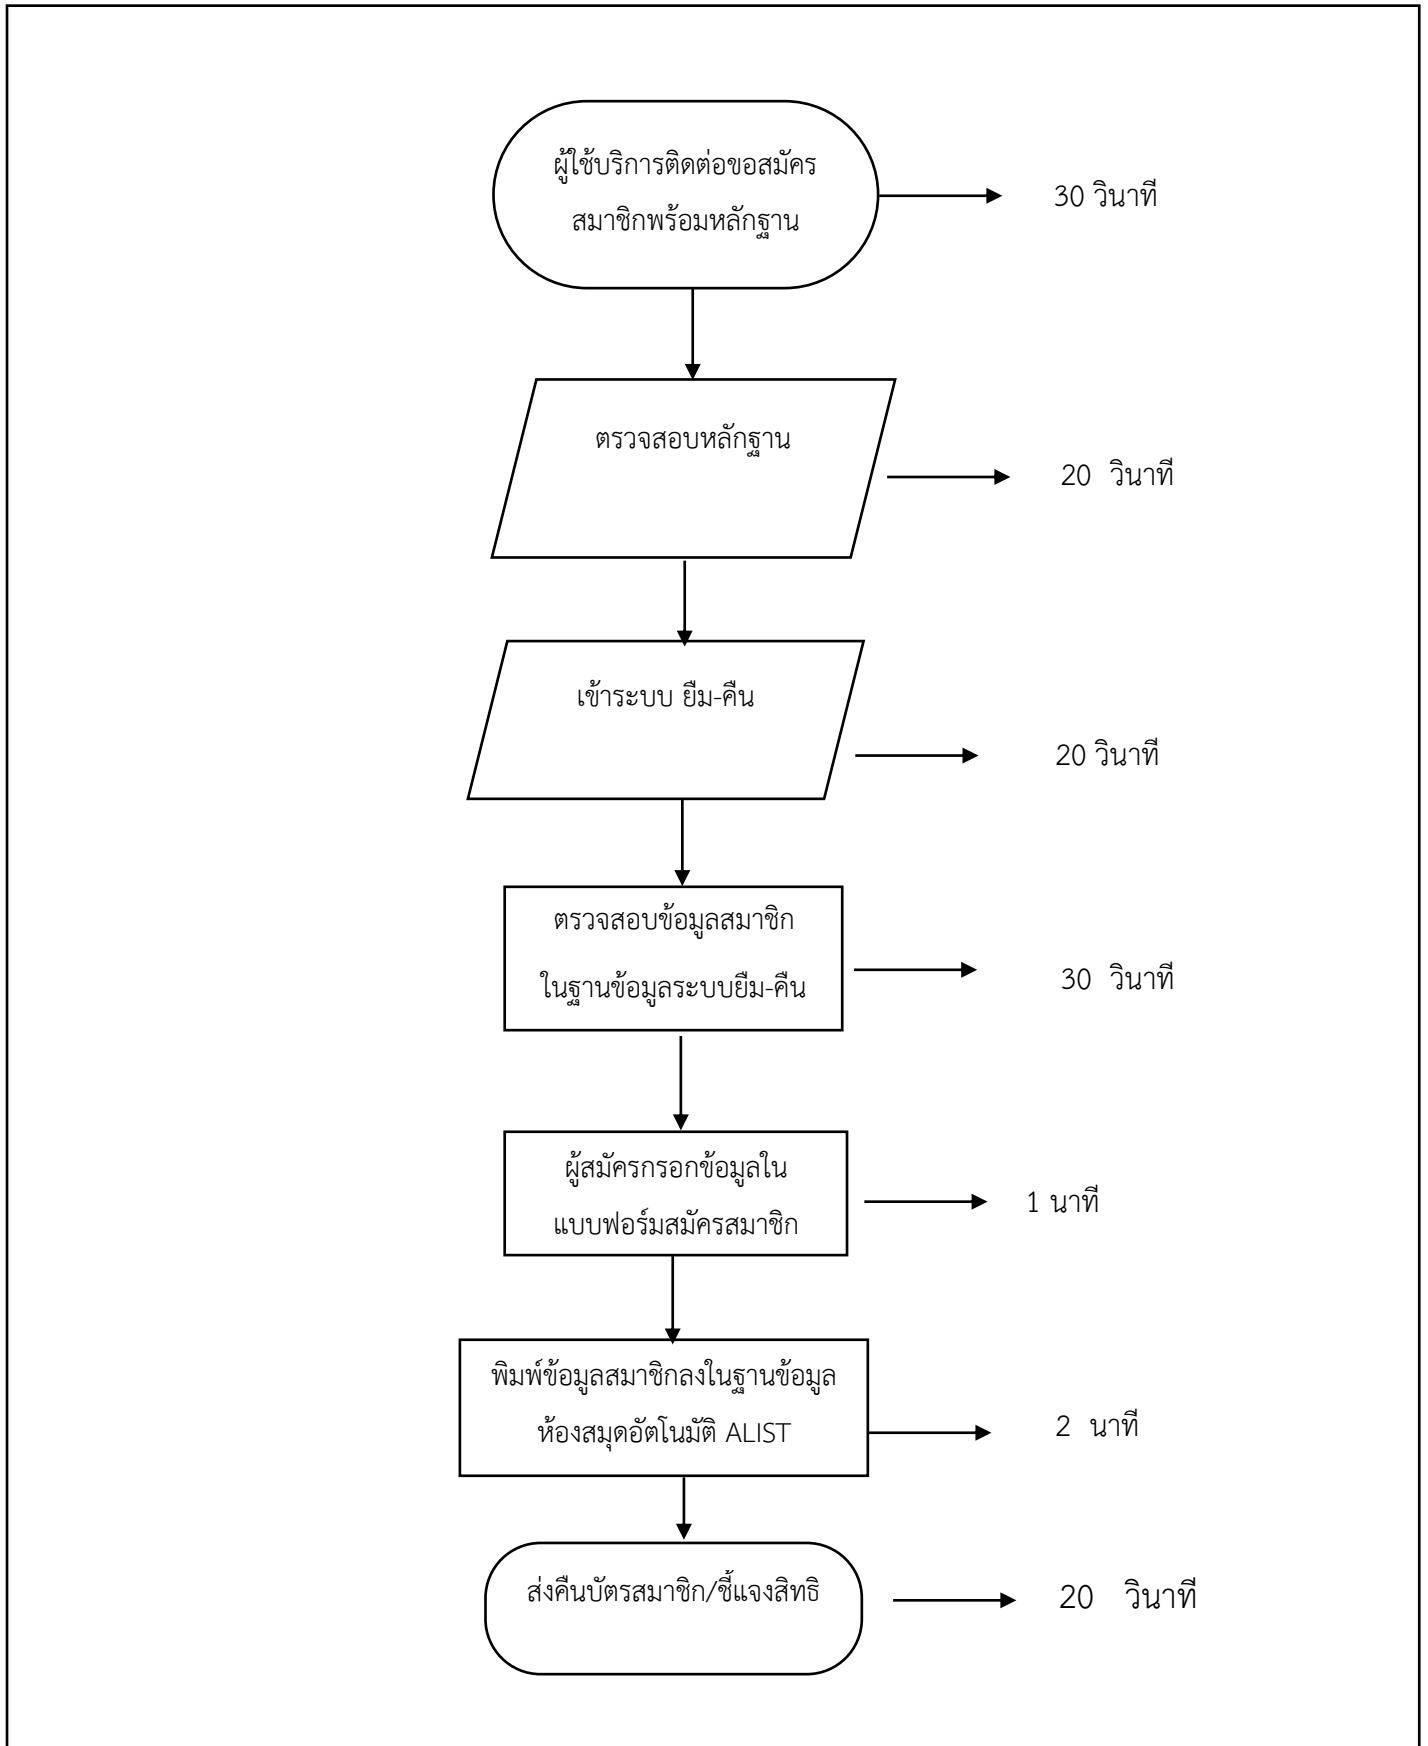 ผู้ใช้บริการติดต่อขอสมัคร
สมาชิกพร้อมหลักฐาน
30 วินาที
ตรวจสอบหลักฐาน
20 วินาที
เข้าระบบ ยืม-คืน
20 วินาที
ตรวจสอบข้อมูลสมาชิก
ในฐานข้อมูลระบบยืม-คืน
30 วินาที
ผู้สมัครกรอกข้อมูลใน
แบบฟอร์มสมัครสมาชิก
1 นาที
พิมพ์ข้อมูลสมาชิกลงในฐานข้อมูล
ห้องสมุดอัตโนมัติ ALIST
2 นาที
ส่งคืนบัตรสมาชิก/ชี้แจงสิทธิ
20 วินาที